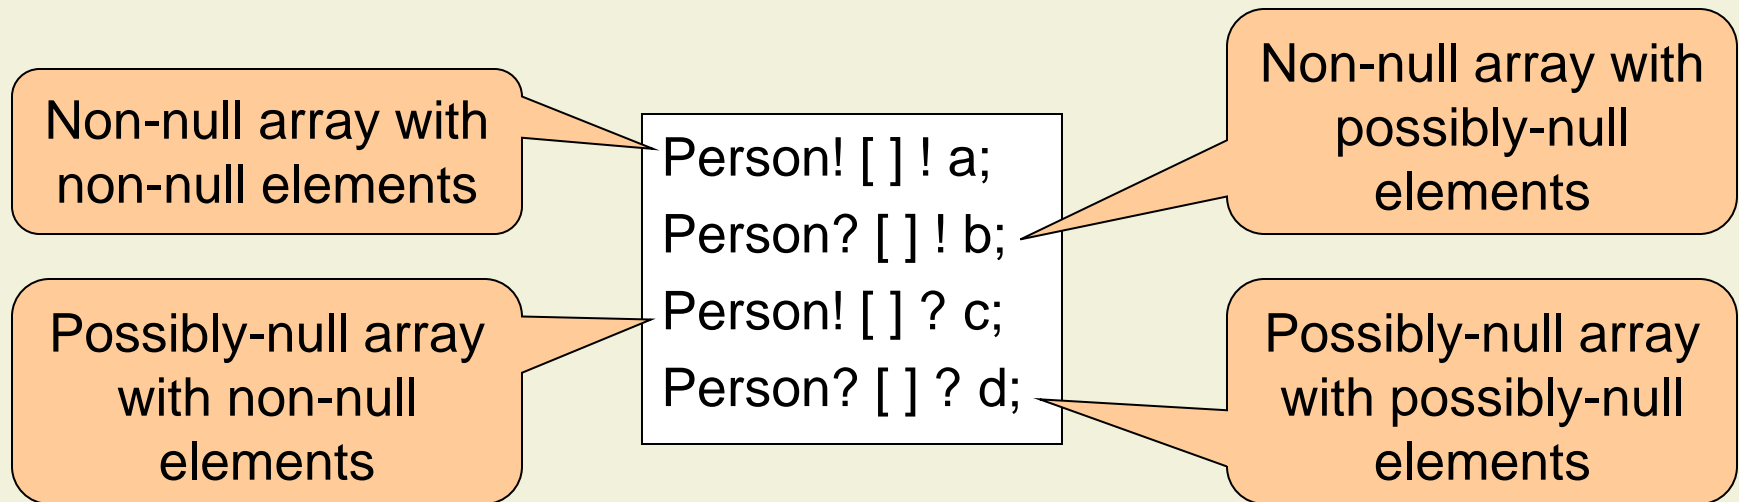 Non-null array with
non-null elements
Possibly-null array
with non-null
elements
Person! [ ] ! a;
Person? [ ] ! b;
Person! [ ] ? c;
Person? [ ] ? d;
Non-null array with
possibly-null
elements
Possibly-null array
with possibly-null
elements